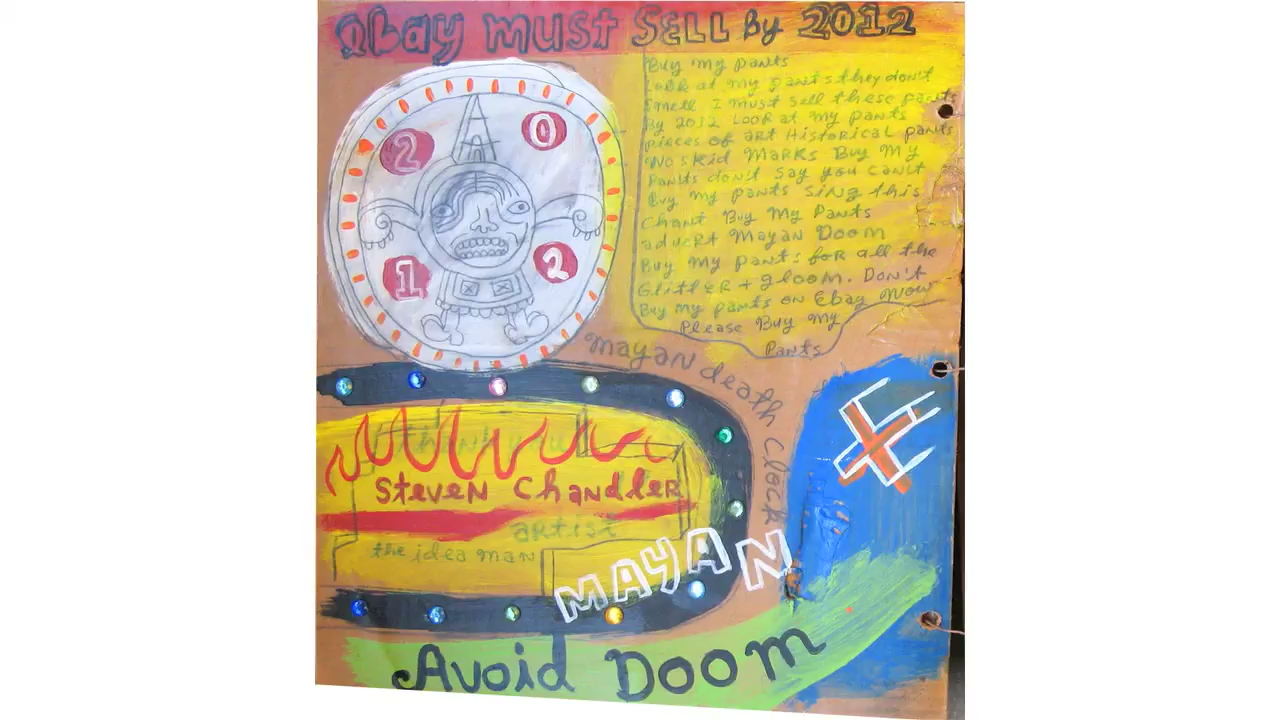 ebay must SELL By 2012
Buy my pants
Look at my pants they don't
smell I must sell these pants
By 2012 Look at my pants
pieces of art Historical pants
No skid marks Buy My
Pants don't say you can't
Buy my pants sing this
chant Buy My Pants
advert Mayan Doom
Buy my pants for all the
Glitter + gloom. Don't
Buy my pants on Ebay now
Please Buy My
Pants
2 0
1 2
mayan death clock
thank you
Steven Chandler
artist
the idea man
MAYAN
Avoid Doom